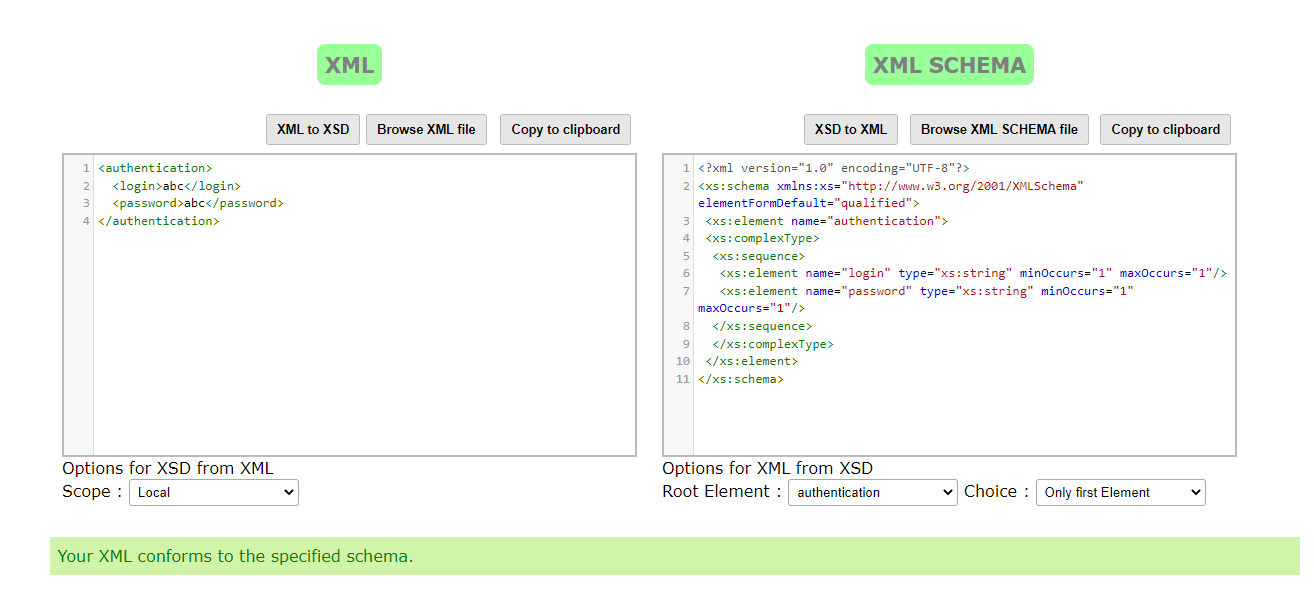 XML
XML SCHEMA
XML to XSD
Browse XML file
Copy to clipboard
XSD to XML
Browse XML SCHEMA file
Copy to clipboard
1 <authentication>
2   <login>abc</login>
3   <password>abc</password>
4 </authentication>
1 <?xml version="1.0" encoding="UTF-8"?>
2 <xs:schema xmlns:xs="http://www.w3.org/2001/XMLSchema"
elementFormDefault="qualified">
3  <xs:element name="authentication">
4  <xs:complexType>
5   <xs:sequence>
6    <xs:element name="login" type="xs:string" minOccurs="1" maxOccurs="1"/>
7    <xs:element name="password" type="xs:string" minOccurs="1"
maxOccurs="1"/>
8   </xs:sequence>
9   </xs:complexType>
10  </xs:element>
11 </xs:schema>
Options for XSD from XML
Scope : Local
Options for XML from XSD
Root Element : authentication Choice : Only first Element
Your XML conforms to the specified schema.